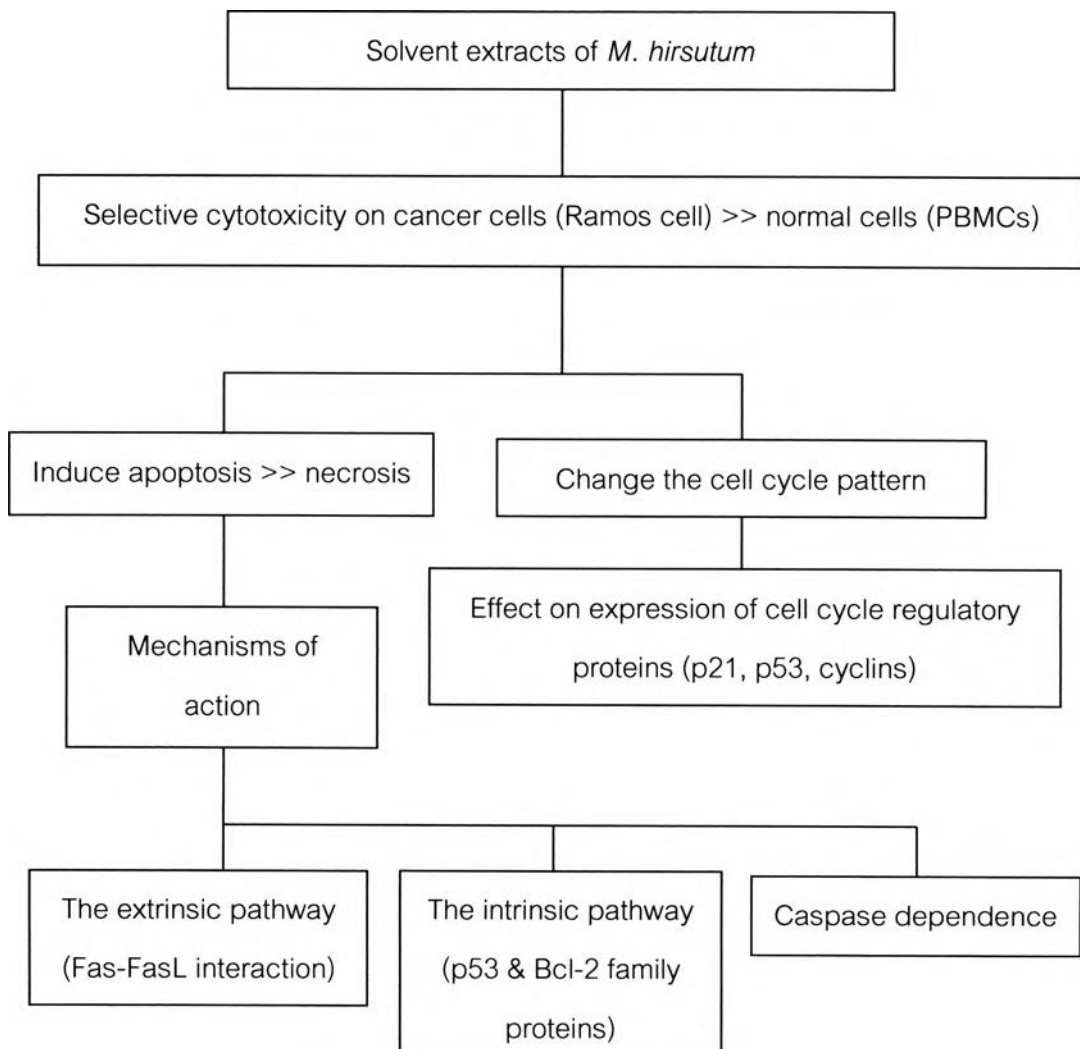 Solvent extracts of M. hirsutum
Selective cytotoxicity on cancer cells (Ramos cell) >> normal cells (PBMCs)
Induce apoptosis >> necrosis
Change the cell cycle pattern
Effect on expression of cell cycle regulatory
proteins (p21, p53, cyclins)
Mechanisms of
action
The extrinsic pathway
(Fas-FasL interaction)
The intrinsic pathway
(p53 & Bcl-2 family
proteins)
Caspase dependence